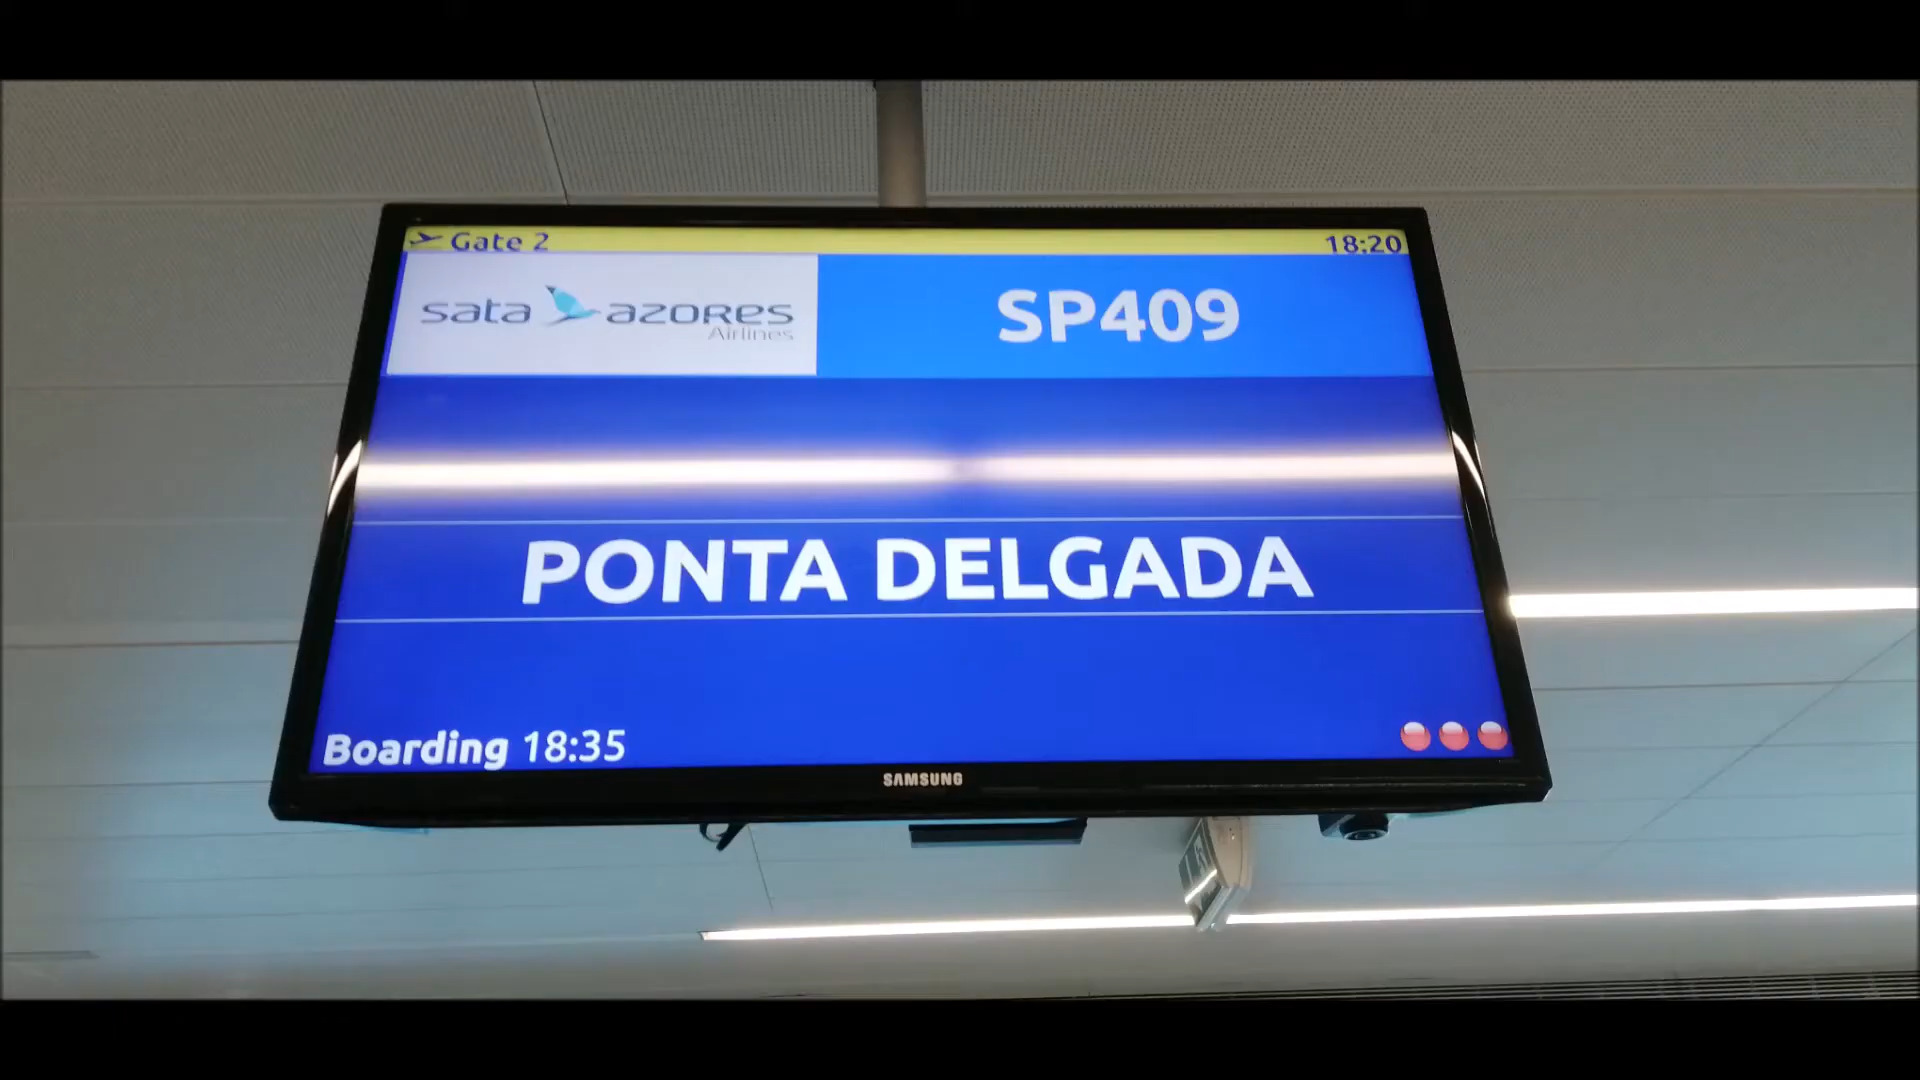 Gate 2 18:20
sata azores SP409
Airlines
PONTA DELGADA
Boarding 18:35
SAMSUNG